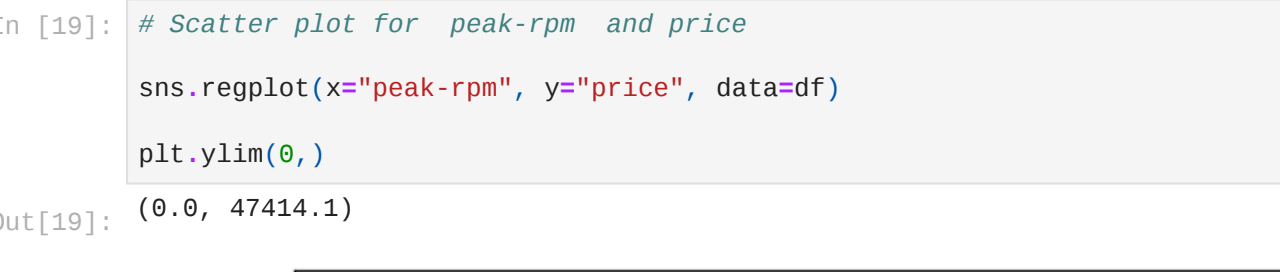 In [19]: # Scatter plot for  peak-rpm  and price
sns.regplot(x="peak-rpm", y="price", data=df)
plt.ylim(0,)
Out[19]: (0.0, 47414.1)